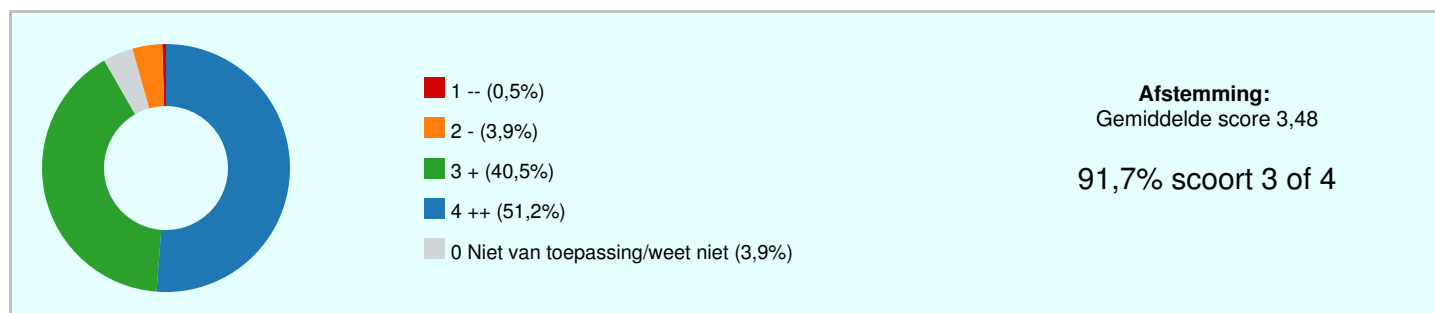 1 -- (0,5%)
2 - (3,9%)
3 + (40,5%)
4 ++ (51,2%)
0 Niet van toepassing/weet niet (3,9%)
Afstemming:
Gemiddelde score 3,48
91,7% scoort 3 of 4